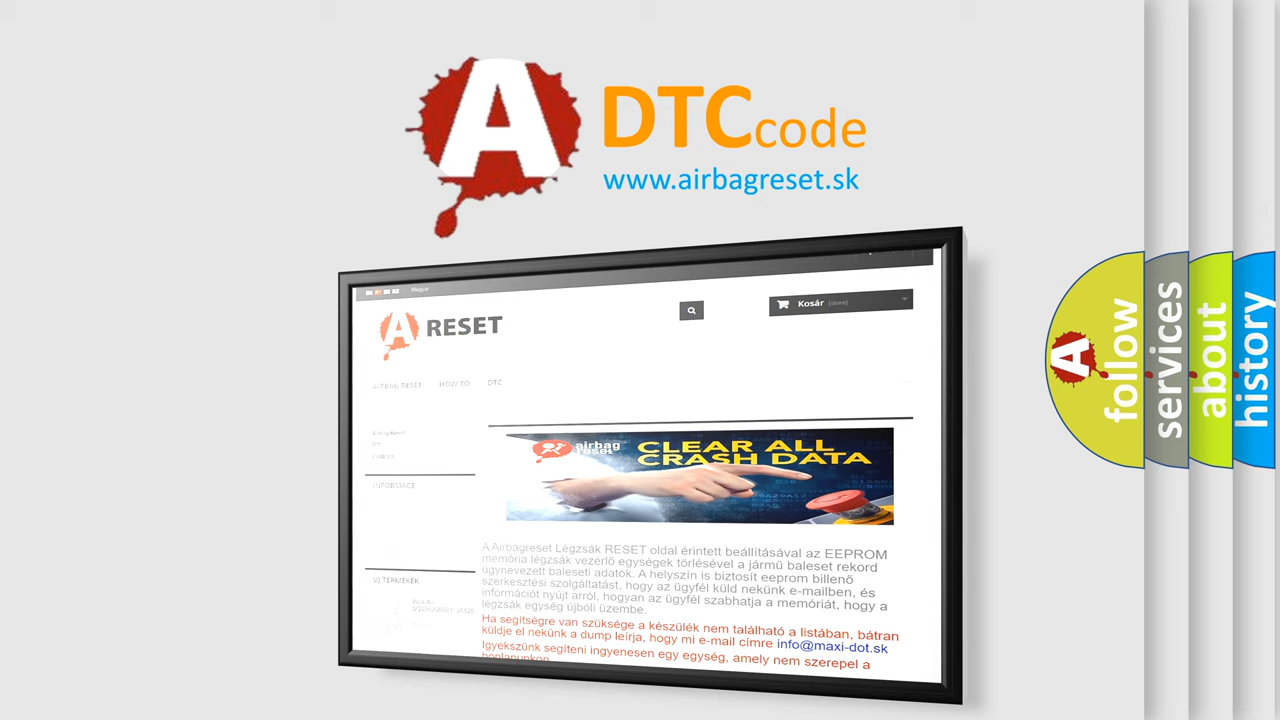 A
DTCcode
www.airbagreset.sk
Magyar
A RESET
Kosár (üres)
AIRBAG RESET HOW TO DTC
INFORMACE
airbag
reset
CLEAR ALL
CRASH DATA
A Airbagreset Légzsák RESET oldal érintett beállításával az EEPROM
memória légzsák vezérlő egységek törlésével a jármű baleset rekord
úgynevezett baleseti adatok. A helyszín is biztosít eeprom billenő
szerkesztési szolgáltatást, hogy az ügyfél küld nekünk e-mailben, és
információt nyújt arról, hogyan az ügyfél szabhatja a memóriát, hogy a
légzsák egység újbóli üzembe.
Ha segítségre van szüksége a készülék nem található a listában, bátran
küldje el nekünk a dump leírja, hogy mi e-mail címre info@maxi-dot.sk
Igyekszünk segíteni ingyenesen egy egység, amely nem szerepel a
honlapunkon
ÚJ TERMÉKEK
A
follow
services
about
history